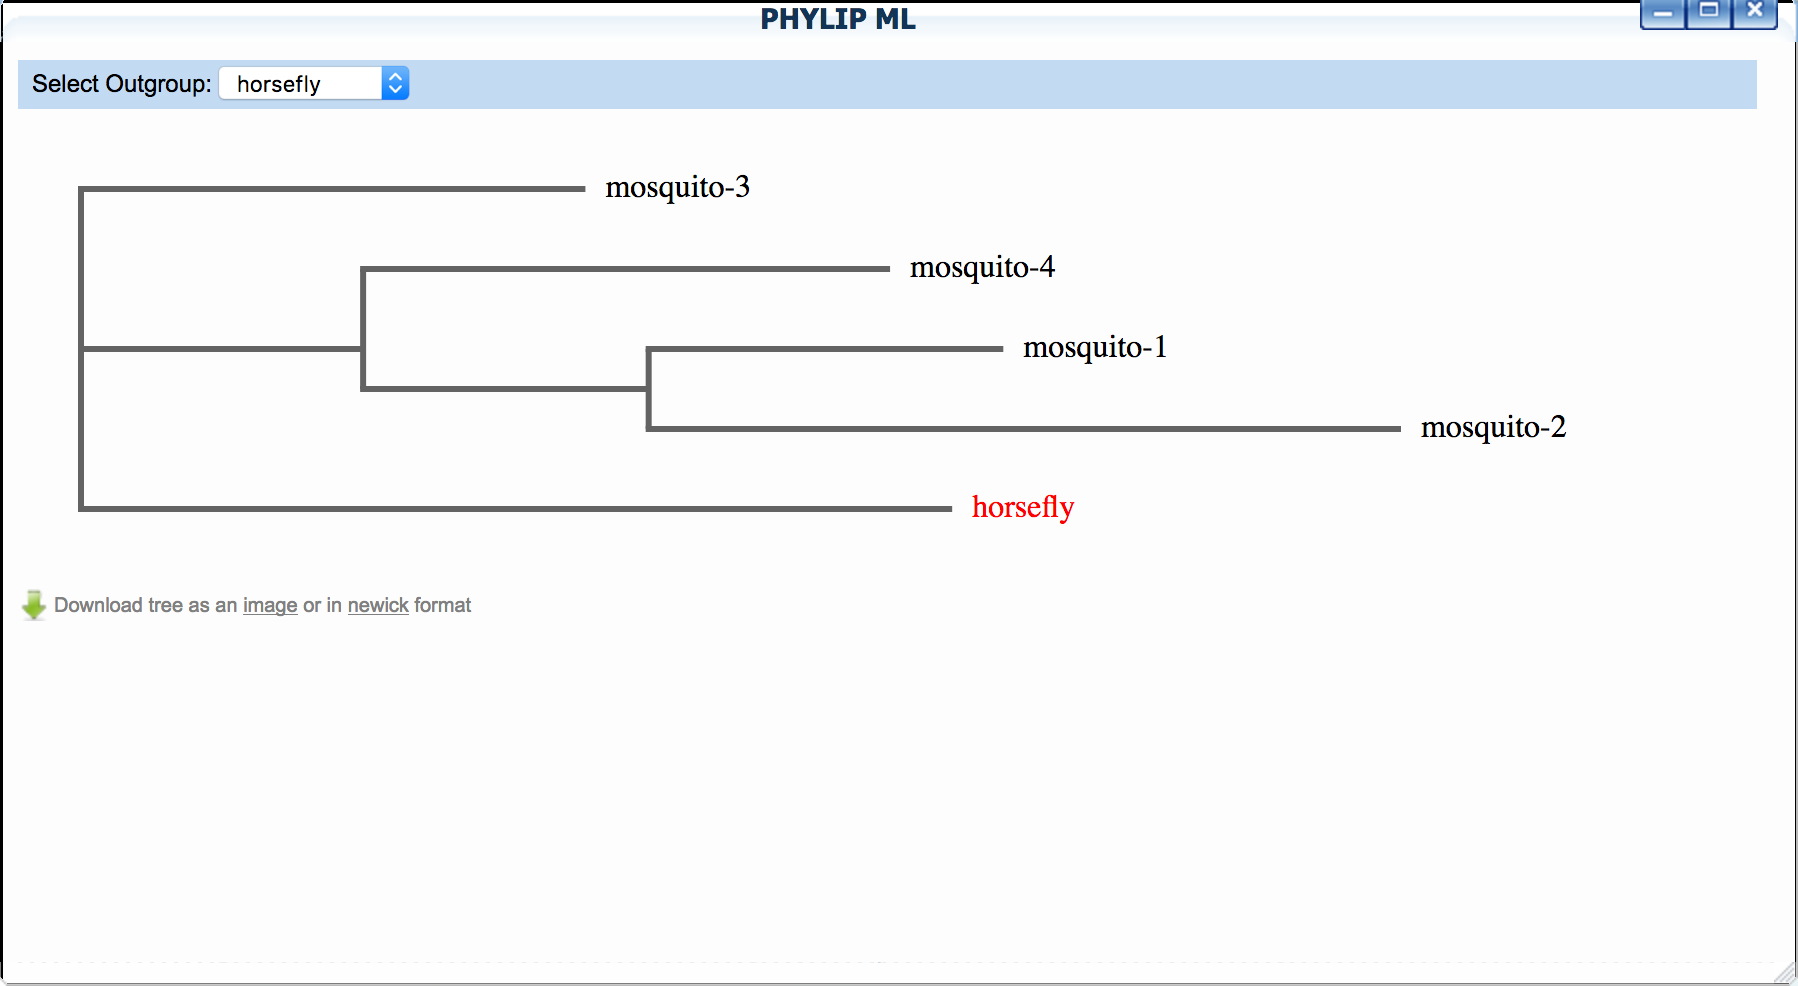 PHYLIP ML
Select Outgroup: horsefly
mosquito-3
mosquito-4
mosquito-1
mosquito-2
horsefly
Download tree as an image or in newick format